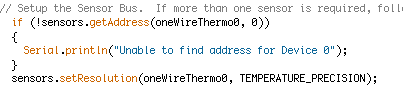 // Setup the Sensor Bus.  If more than one sensor is required, follo
if (!sensors.getAddress(oneWireThermo0, 0))
{
Serial.println("Unable to find address for Device 0");
}
sensors.setResolution(oneWireThermo0, TEMPERATURE_PRECISION);